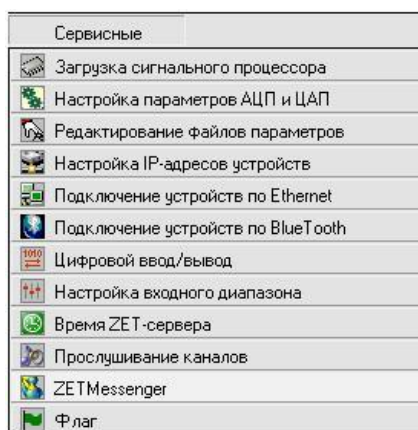 Сервисные
Загрузка сигнального процессора
Настройка параметров АЦП и ЦАП
Редактирование файлов параметров
Настройка IP-адресов устройств
Подключение устройств по Ethernet
Подключение устройств по BlueTooth
1010
Цифровой ввод/вывод
Настройка входного диапазона
Время ZET-сервера
Прослушивание каналов
ZETMessenger
Флаг